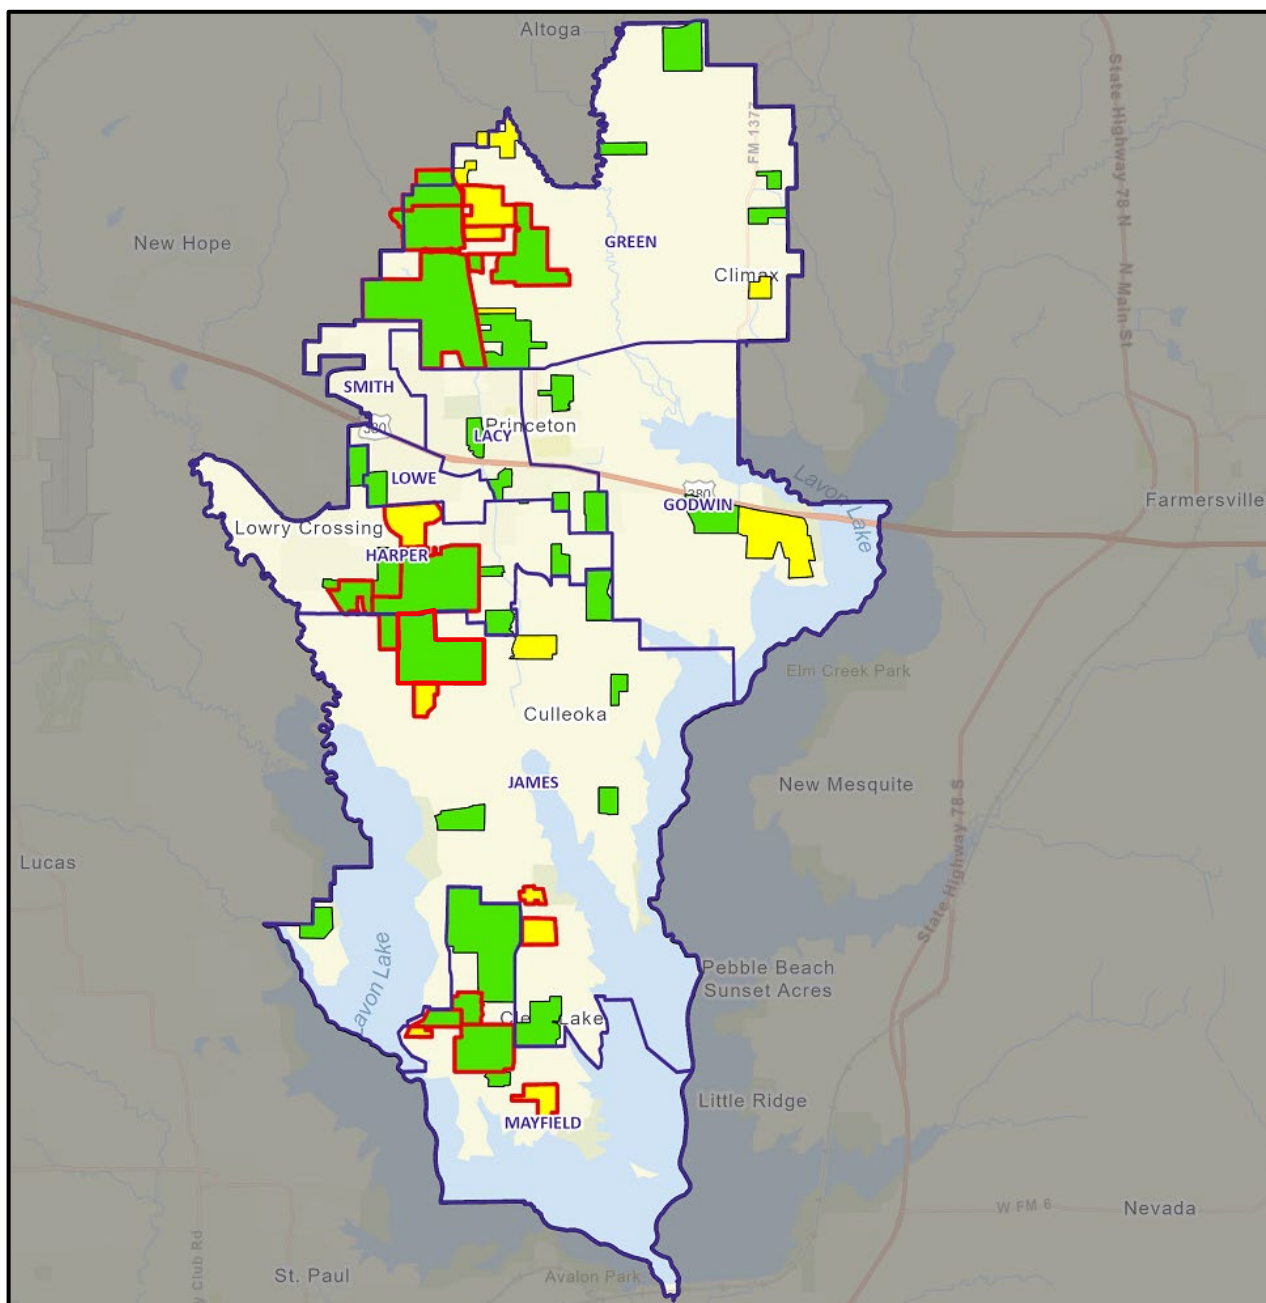 Altoga
State Highway 78 N
FM 1377
New Hope
GREEN
Climax
N Main St
SMITH
380
Princeton
LACY
LOWE
Lavon Lake
380
GODWIN
Farmersville
Lowry Crossing
HARPER
Elm Creek Park
Culleoka
JAMES
New Mesquite
State Highway 78 S
Lucas
Lavon Lake
Pebble Beach
Sunset Acres
Lake
Little Ridge
MAYFIELD
W FM 6
Nevada
Club Rd
St. Paul
Avalon Park